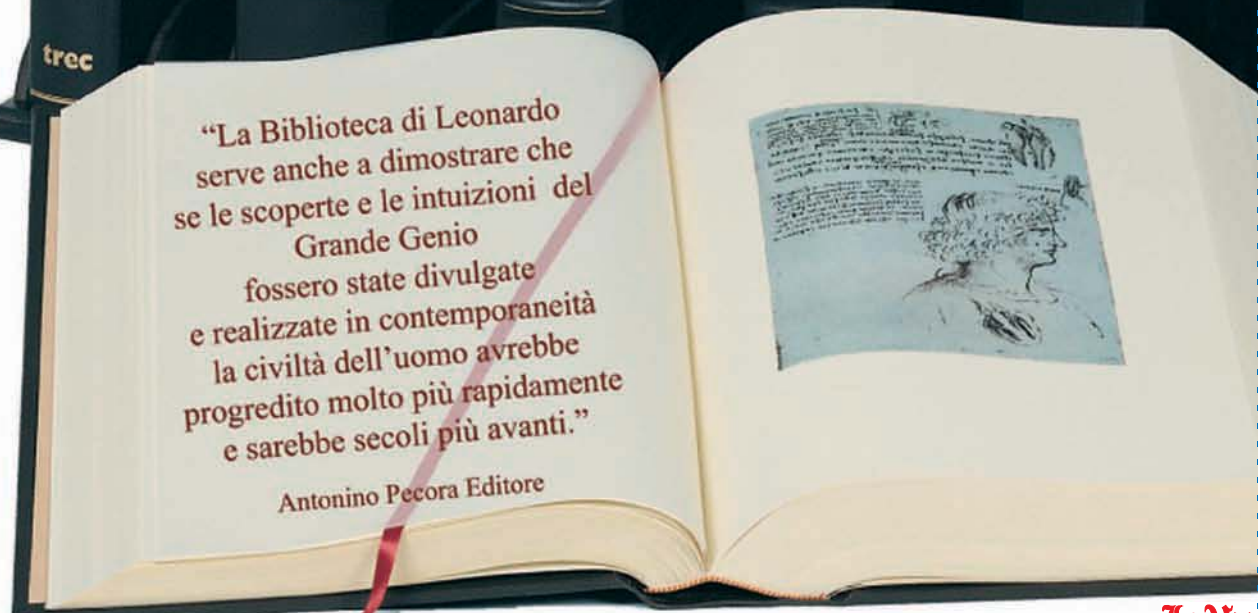 trec
“La Biblioteca di Leonardo
serve anche a dimostrare che
se le scoperte e le intuizioni del
Grande Genio
fossero state divulgate
e realizzate in contemporaneità
la civiltà dell’uomo avrebbe
progredito molto più rapidamente
e sarebbe secoli più avanti.”
Antonino Pecora Editore